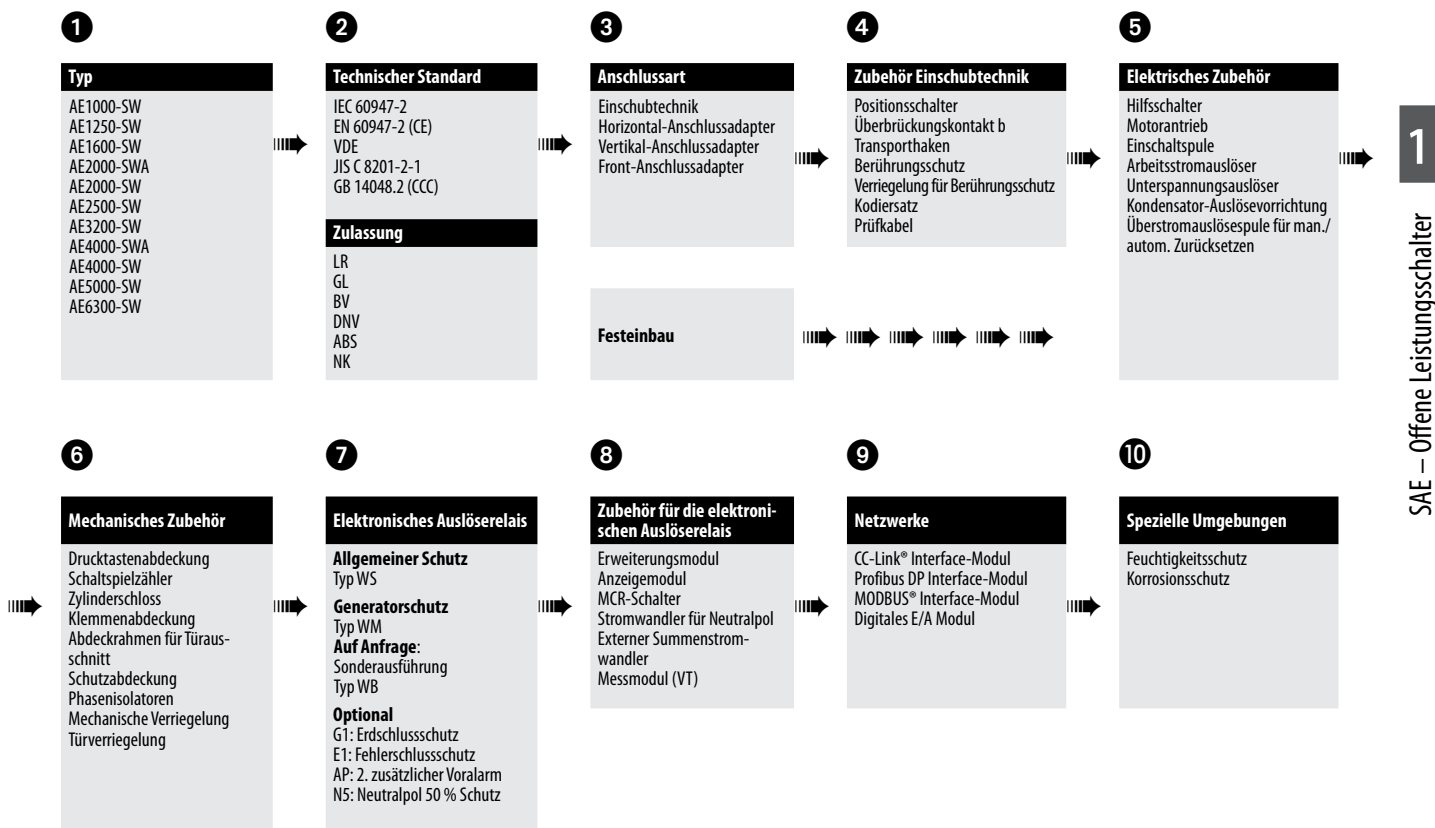 1
Typ
AE1000-SW
AE1250-SW
AE1600-SW
AE2000-SWA
AE2000-SW
AE2500-SW
AE3200-SW
AE4000-SWA
AE4000-SW
AE5000-SW
AE6300-SW
2
Technischer Standard
IEC 60947-2
EN 60947-2 (CE)
VDE
JIS C 8201-2-1
GB 14048.2 (CCC)
Zulassung
LR
GL
BV
DNV
ABS
NK
3
Anschlussart
Einschubtechnik
Horizontal-Anschlussadapter
Vertikal-Anschlussadapter
Front-Anschlussadapter
Festeinbau
4
Zubehör Einschubtechnik
Positionsschalter
Überbrückungskontakt b
Transporthaken
Berührungsschutz
Verriegelung für Berührungsschutz
Kodiersatz
Prüfkabel
5
Elektrisches Zubehör
Hilfsschalter
Motorantrieb
Einschaltspule
Arbeitsstromauslöser
Unterspannungsauslöser
Kondensator-Auslösevorrichtung
Überstromauslösespule für man./
autom. Zurücksetzen
6
Mechanisches Zubehör
Drucktastenabdeckung
Schaltspielzähler
Zylinderschloss
Klemmenabdeckung
Abdeckrahmen für Türaus-
schnitt
Schutzabdeckung
Phasenisolatoren
Mechanische Verriegelung
Türverriegelung
7
Elektronisches Auslöserelais
Allgemeiner Schutz
Typ WS
Generatorschutz
Typ WM
Auf Anfrage:
Sonderausführung
Typ WB
Optional
G1: Erdschlussschutz
E1: Fehlerschlussschutz
AP: 2. zusätzlicher Voralarm
N5: Neutralpol 50 % Schutz
8
Zubehör für die elektroni-
schen Auslöserelais
Erweiterungsmodul
Anzeigemodul
MCR-Schalter
Stromwandler für Neutralpol
Externer Summenstrom-
wandler
Messmodul (VT)
9
Netzwerke
CC-Link® Interface-Modul
Profibus DP Interface-Modul
MODBUS® Interface-Modul
Digitales E/A Modul
10
Spezielle Umgebungen
Feuchtigkeitsschutz
Korrosionsschutz
1
SAE – Offene Leistungsschalter